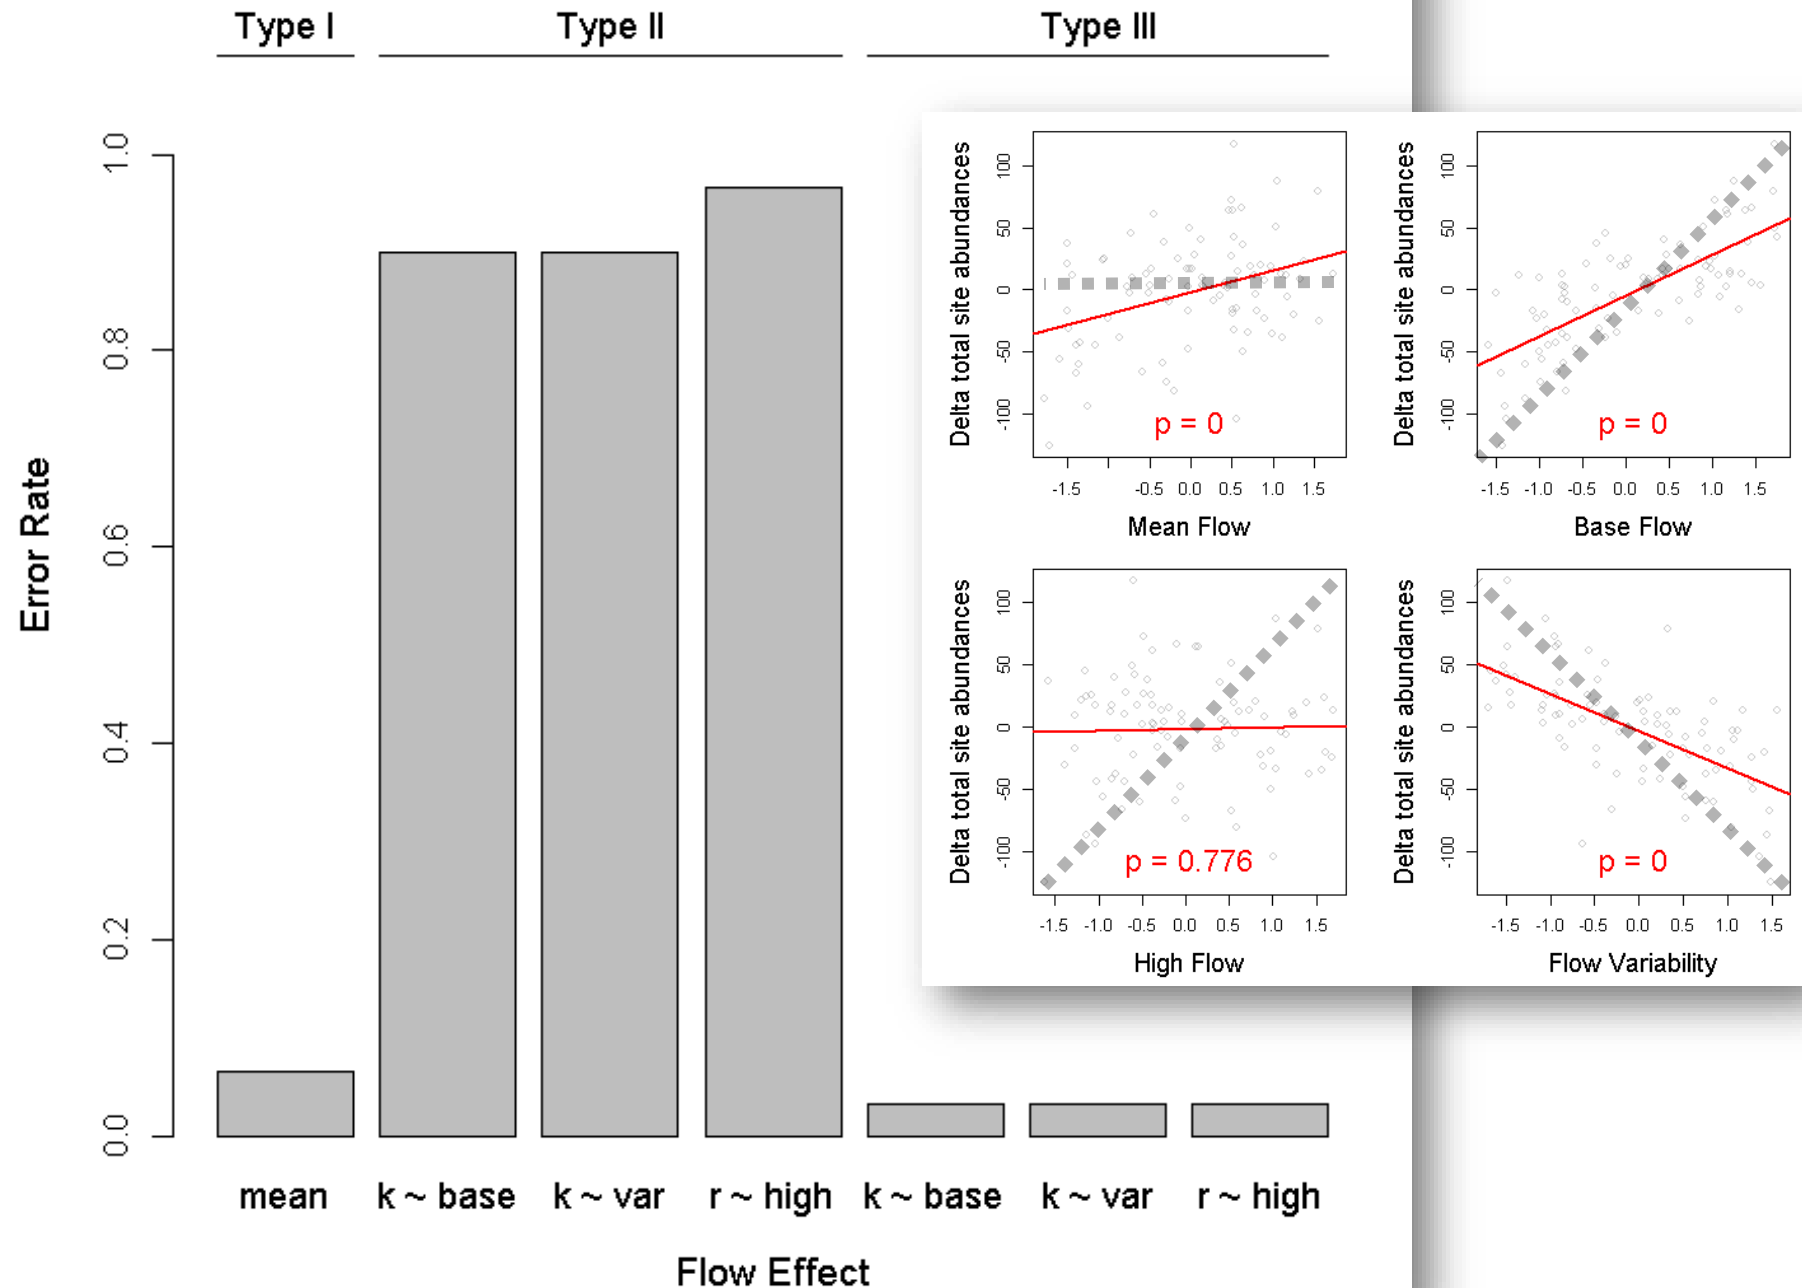 Type I Type II Type III
Error Rate
1.0
0.8
0.6
0.4
0.2
0.0
mean k ~ base k ~ var r ~ high k ~ base k ~ var r ~ high
Flow Effect
Delta total site abundances
100
50
0
-50
-100
p = 0
-1.5 -0.5 0.0 0.5 1.0 1.5
Mean Flow
Delta total site abundances
100
50
0
-50
-100
p = 0
-1.5 -1.0 -0.5 0.0 0.5 1.0 1.5
Base Flow
Delta total site abundances
100
50
0
-50
-100
p = 0.776
-1.5 -1.0 -0.5 0.0 0.5 1.0 1.5
High Flow
Delta total site abundances
100
50
0
-50
-100
p = 0
-1.5 -1.0 -0.5 0.0 0.5 1.0 1.5
Flow Variability